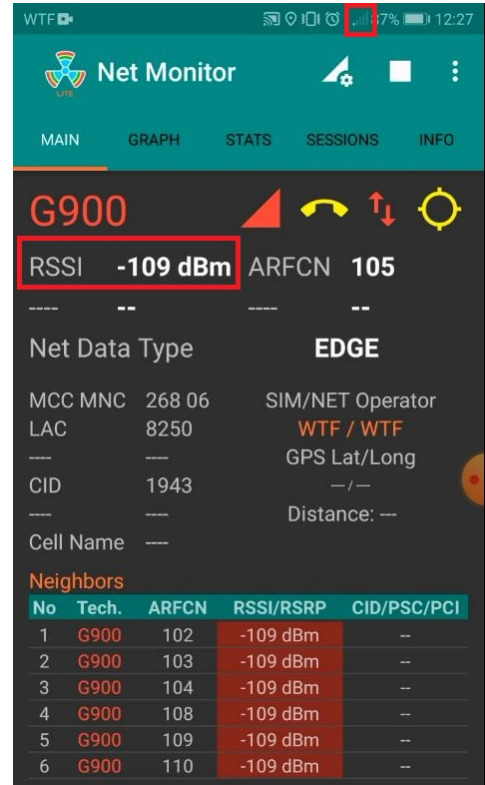 WTF 87% 12:27
LITE Net Monitor
MAIN GRAPH STATS SESSIONS INFO
G900
RSSI -109 dBm ARFCN 105
---- -- ---- --
Net Data Type EDGE
MCC MNC 268 06 SIM/NET Operator
LAC 8250 WTF / WTF
---- ---- GPS Lat/Long
CID 1943 ---/---
---- ---- Distance: ---
Cell Name ----
Neighbors
No Tech. ARFCN RSSI/RSRP CID/PSC/PCI
1 G900 102 -109 dBm --
2 G900 103 -109 dBm --
3 G900 104 -109 dBm --
4 G900 108 -109 dBm --
5 G900 109 -109 dBm --
6 G900 110 -109 dBm --